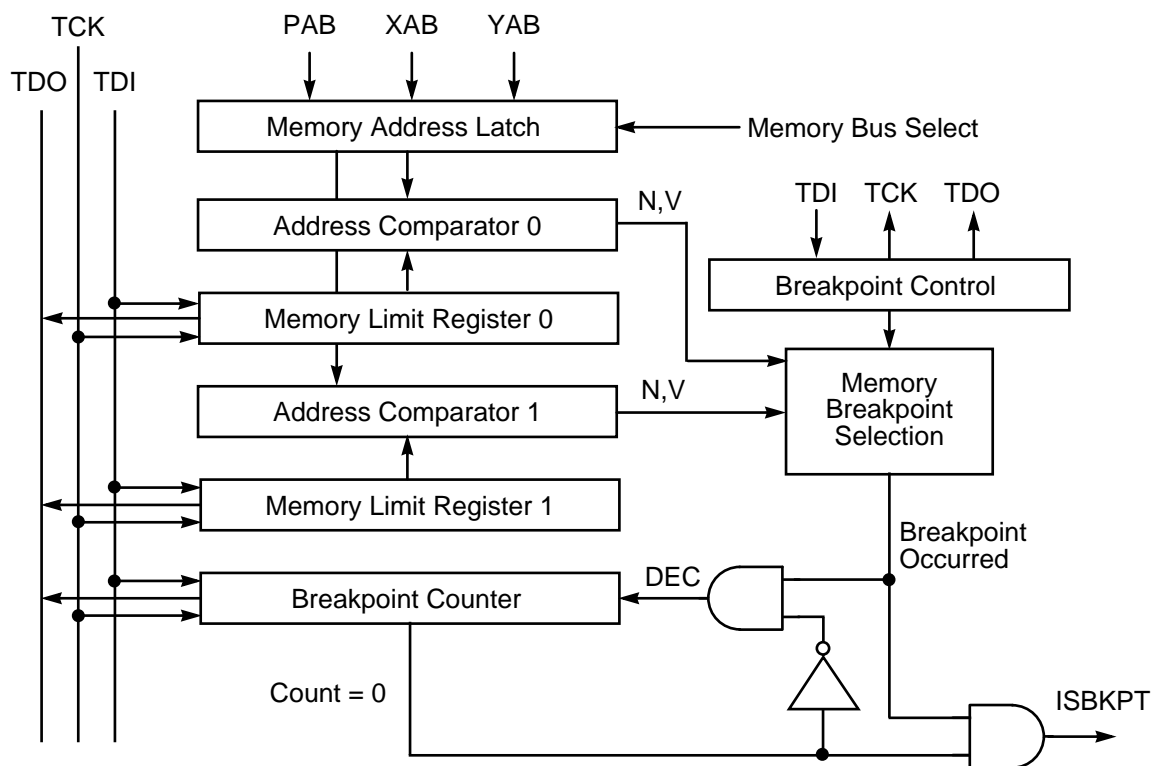 TCK
PAB XAB YAB
TDO TDI
Memory Address Latch
Memory Bus Select
Address Comparator 0
N,V
TDI TCK TDO
Breakpoint Control
Memory Limit Register 0
Memory
Breakpoint
Selection
Address Comparator 1
N,V
Memory Limit Register 1
Breakpoint
Occurred
Breakpoint Counter
DEC
Count = 0
ISBKPT